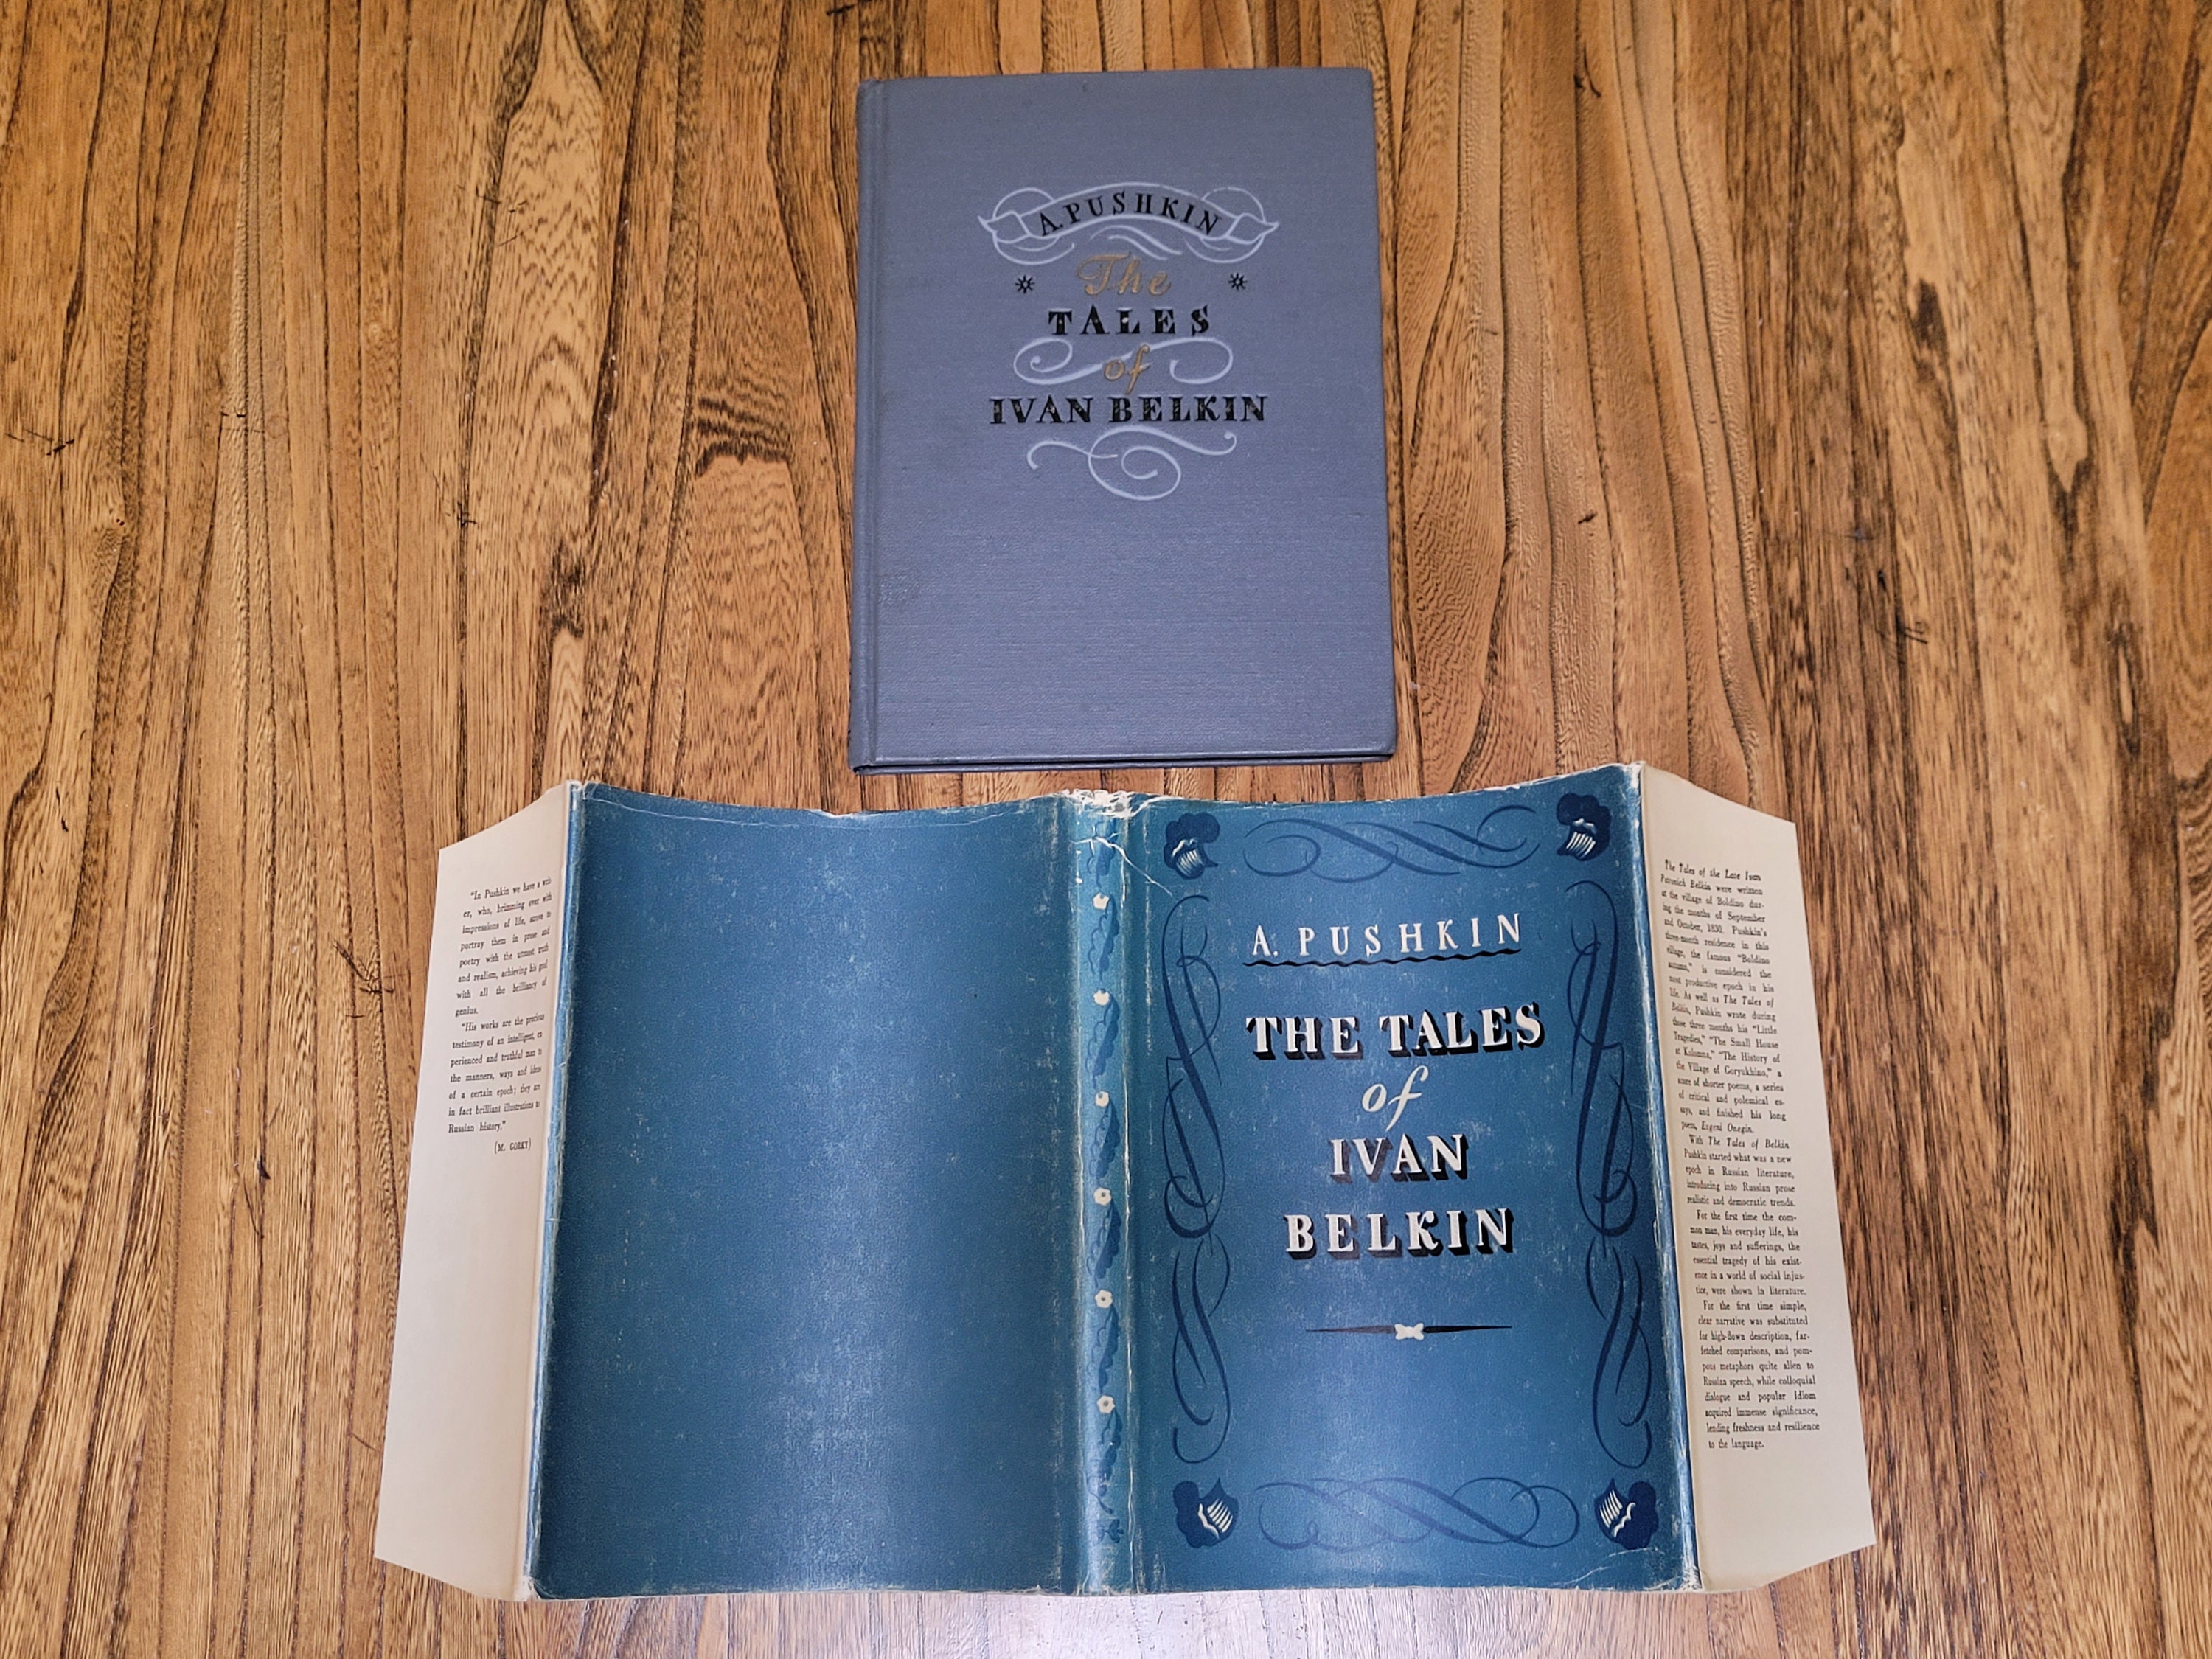 A. PUSHKIN
The
TALES
of
IVAN BELKIN
"In Pushkin we have a writ-
er, who, brimming over with
impressions of life, strove to
portray them in prose and
poetry with the utmost truth
and realism, achieving his goal
with all the brilliancy of
genius.
"His works are the precious
testimony of an intelligent, ex
perienced and truthful man to
the manners, ways and ideas
of a certain epoch; they are
in fact brilliant illustrations to
Russian history."
(M. GORKY)
A. PUSHKIN
THE TALES
of
IVAN
BELKIN
The Tales of the Late Ivan
Petrovich Belkin were written
at the village of Boldino dur-
ing the months of September
and October, 1830. Pushkin's
three-month residence in this
village, the famous "Boldino
autumn," is considered the
most productive epoch in his
life. As well as The Tales of
Belkin, Pushkin wrote during
those three months his "Little
Tragedies," "The Small House
at Kolomna," "The History of
the Village of Goryukhino," a
score of shorter poems, a series
of critical and polemical es-
says, and finished his long
poem, Evgeni Onegin.
With The Tales of Belkin
Pushkin started what was a new
epoch in Russian literature,
introducing into Russian prose
realistic and democratic trends.
For the first time the com-
mon man, his everyday life, his
tastes, joys and sufferings, the
essential tragedy of his exist-
ence in a world of social injus-
tice, were shown in literature.
For the first time simple,
clear narrative was substituted
for high-flown description, far-
fetched comparisons, and pom-
pous metaphors quite alien to
Russian speech, while colloquial
dialogue and popular idiom
acquired immense significance,
lending freshness and resilience
to the language.